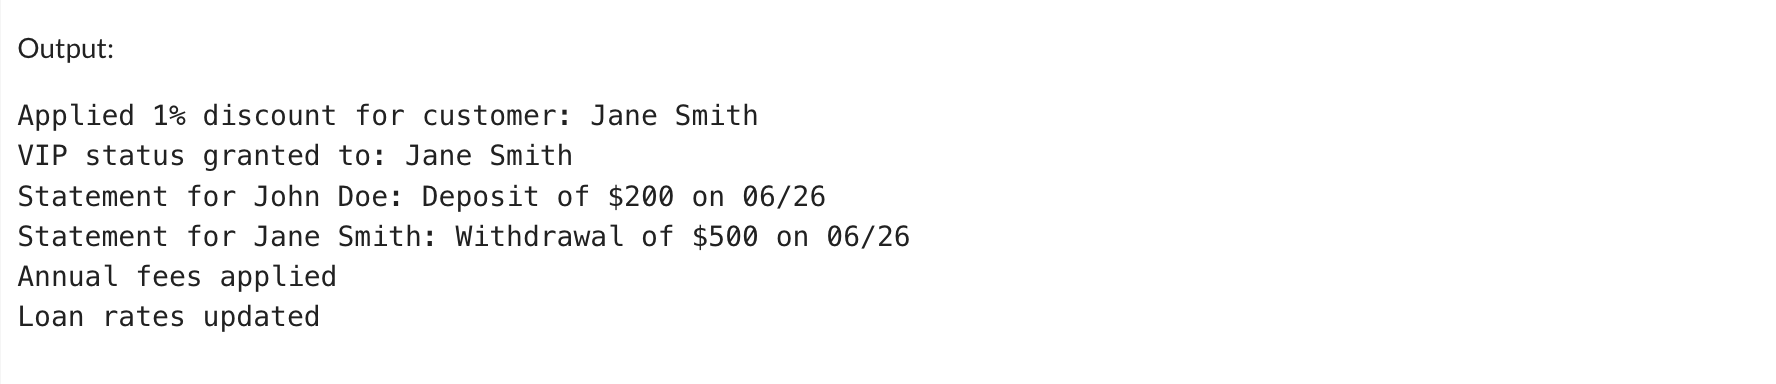 Output:
Applied 1% discount for customer: Jane Smith
VIP status granted to: Jane Smith
Statement for John Doe: Deposit of $200 on 06/26
Statement for Jane Smith: Withdrawal of $500 on 06/26
Annual fees applied
Loan rates updated